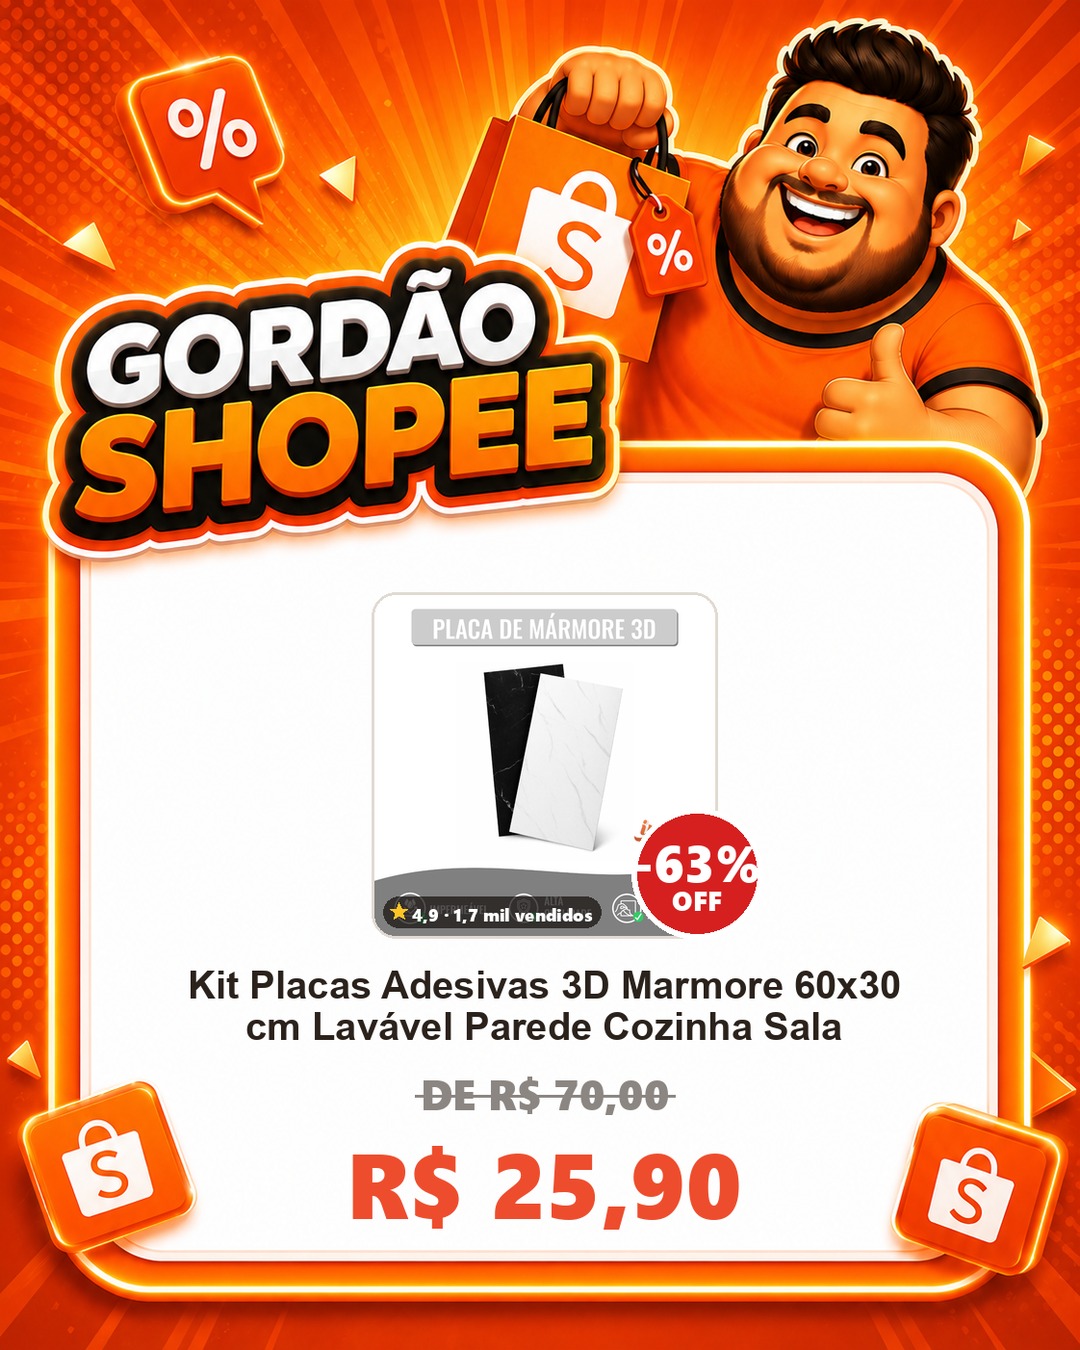 %
S
%
GORDÃO
SHOPEE
PLACA DE MÁRMORE 3D
-63%
OFF
ALTA
4,9 · 1,7 mil vendidos
Kit Placas Adesivas 3D Marmore 60x30
cm Lavável Parede Cozinha Sala
DE R$ 70,00
R$ 25,90
S
S